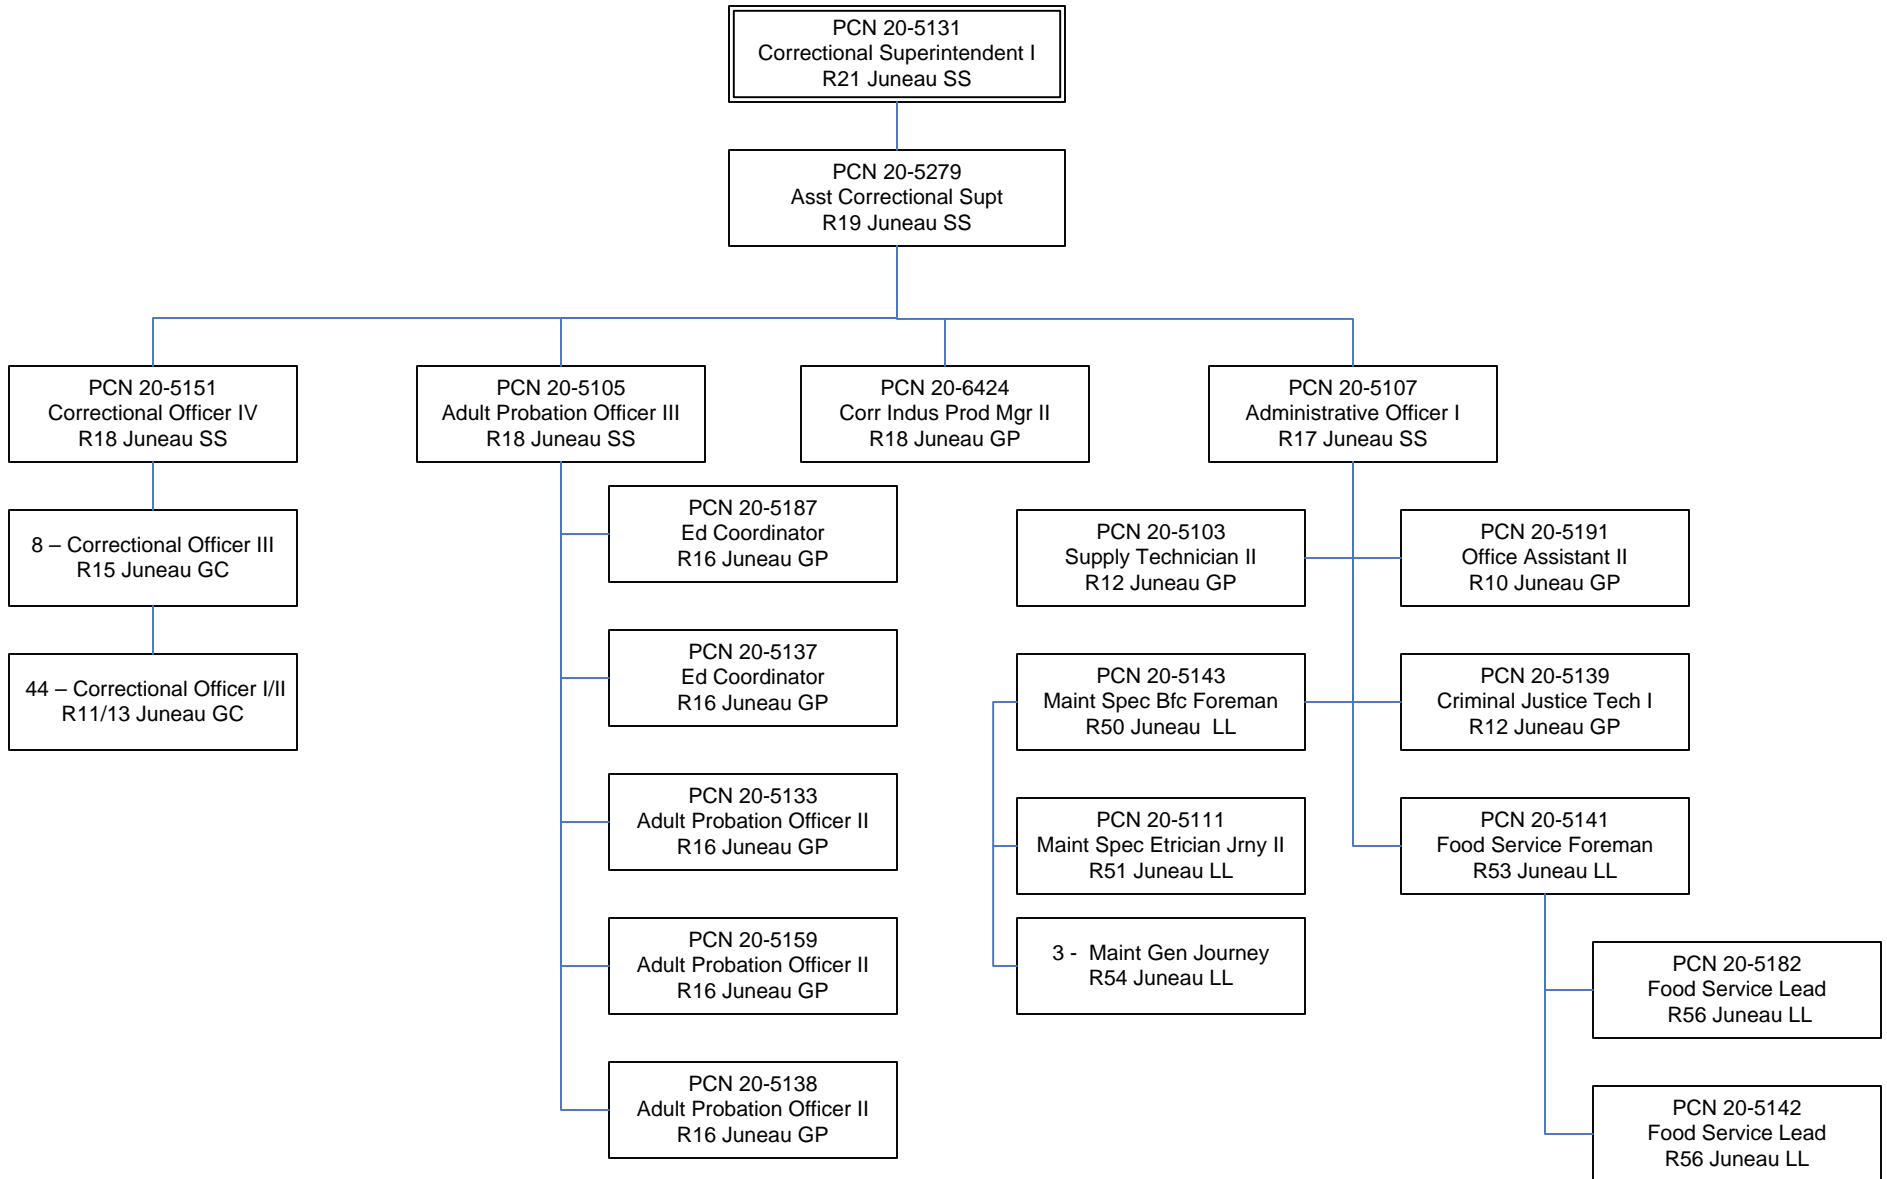 PCN 20-5131
Correctional Superintendent I
R21 Juneau SS
PCN 20-5279
Asst Correctional Supt
R19 Juneau SS
PCN 20-5151
Correctional Officer IV
R18 Juneau SS
PCN 20-5105
Adult Probation Officer III
R18 Juneau SS
PCN 20-6424
Corr Indus Prod Mgr II
R18 Juneau GP
PCN 20-5107
Administrative Officer I
R17 Juneau SS
8 – Correctional Officer III
R15 Juneau GC
44 – Correctional Officer I/II
R11/13 Juneau GC
PCN 20-5187
Ed Coordinator
R16 Juneau GP
PCN 20-5137
Ed Coordinator
R16 Juneau GP
PCN 20-5133
Adult Probation Officer II
R16 Juneau GP
PCN 20-5159
Adult Probation Officer II
R16 Juneau GP
PCN 20-5138
Adult Probation Officer II
R16 Juneau GP
PCN 20-5103
Supply Technician II
R12 Juneau GP
PCN 20-5191
Office Assistant II
R10 Juneau GP
PCN 20-5143
Maint Spec Bfc Foreman
R50 Juneau  LL
PCN 20-5139
Criminal Justice Tech I
R12 Juneau GP
PCN 20-5111
Maint Spec Etrician Jrny II
R51 Juneau LL
PCN 20-5141
Food Service Foreman
R53 Juneau LL
3 -  Maint Gen Journey
R54 Juneau LL
PCN 20-5182
Food Service Lead
R56 Juneau LL
PCN 20-5142
Food Service Lead
R56 Juneau LL